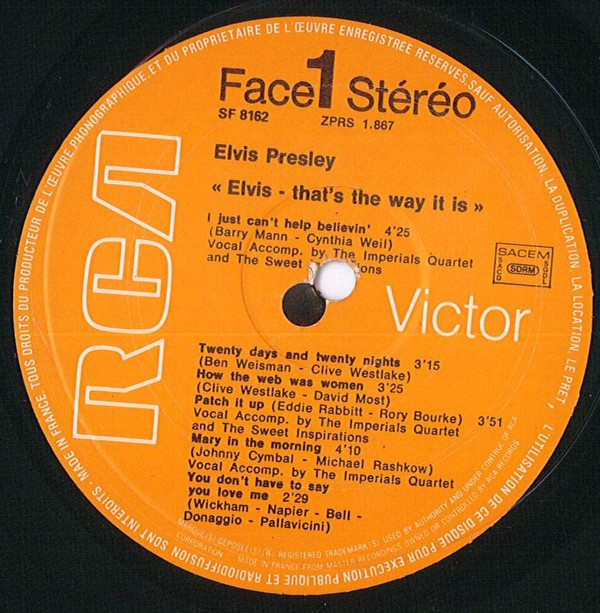 TOUS DROITS DU PRODUCTEUR DE L'ŒUVRE PHONOGRAPHIQUE ET DU PROPRIETAIRE DE L'ŒUVRE ENREGISTREE RESERVES. SAUF AUTORISATION: LA DUPLICATION, LA LOCATION, LE PRET, L'UTILISATION DE CE DISQUE POUR EXECUTION PUBLIQUE ET RADIODIFFUSION SONT INTERDITS - MADE IN FRANCE
Face 1 Stéréo
SF 8162 ZPRS 1.867
RCA
Elvis Presley
« Elvis - that's the way it is »
I just can't help believin' 4'25
(Barry Mann - Cynthia Weil)
Vocal Accomp. by The Imperials Quartet
and The Sweet
SACEM
SACD
SDRM
SGDL
Victor
Twenty days and twenty nights 3'15
(Ben Weisman - Clive Westlake)
How the web was women 3'25
(Clive Westlake - David Most)
Patch it up (Eddie Rabbitt - Rory Bourke) 3'51
Vocal Accomp. by The Imperials Quartet
and The Sweet Inspirations
Mary in the morning 4'10
(Johnny Cymbal - Michael Rashkow)
Vocal Accomp. by The Imperials Quartet
You don't have to say
you love me 2'29
(Wickham - Napier - Bell -
Donaggio - Pallavicini)
MARQUE(S) DEPOSEE(S) (R. REGISTERED TRADEMARK (S) USED BY AUTHORITY AND UNDER CONTROL OF RCA
CORPORATION MADE IN FRANCE FROM MASTER RECORDINGS OWNED OR CONTROLLED BY RCA RECORDS